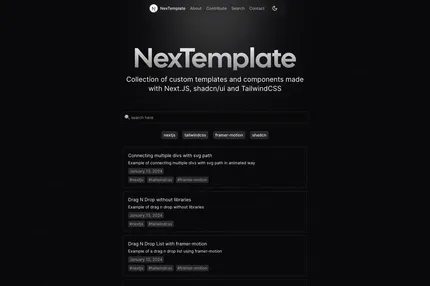 N NexTemplate About Contribute Search Contact
NexTemplate
Collection of custom templates and components made
with Next.JS, shadcn/ui and TailwindCSS
search here
nextjs tailwindcss framer-motion shadcn
Connecting multiple divs with svg path
Example of connecting multiple divs with svg path in animated way
January 13, 2024
#nextjs #tailwindcss #framer-motion
Drag N Drop without libraries
Example of drag n drop without libraries
January 13, 2024
#nextjs #tailwindcss
Drag N Drop List with framer-motion
Example of a drag n drop list using framer-motion
January 12, 2024
#nextjs #tailwindcss #framer-motion